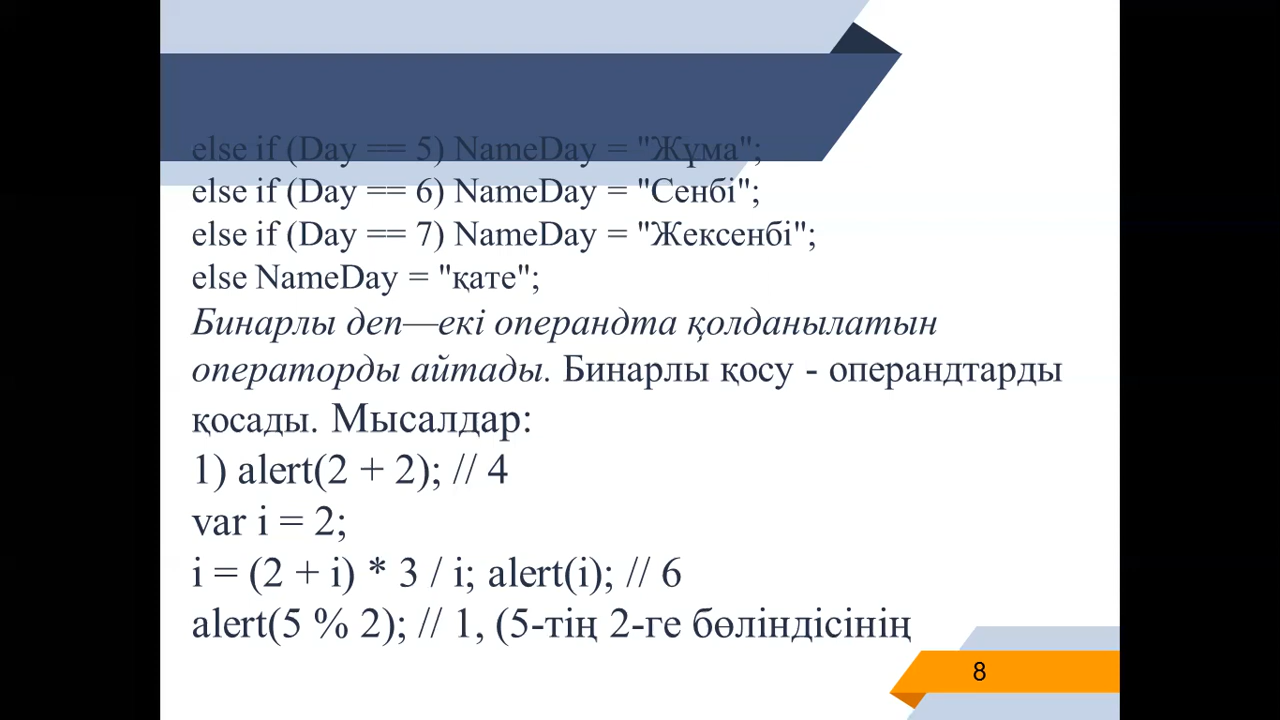 else if (Day == 5) NameDay = "Жұма";
else if (Day == 6) NameDay = "Сенбі";
else if (Day == 7) NameDay = "Жексенбі";
else NameDay = "қате";
Бинарлы деп—екі операндта қолданылатын
операторды айтады. Бинарлы қосу - операндтарды
қосады. Мысалдар:
1) alert(2 + 2); // 4
var i = 2;
i = (2 + i) * 3 / i; alert(i); // 6
alert(5 % 2); // 1, (5-тің 2-ге бөліндісінің
8